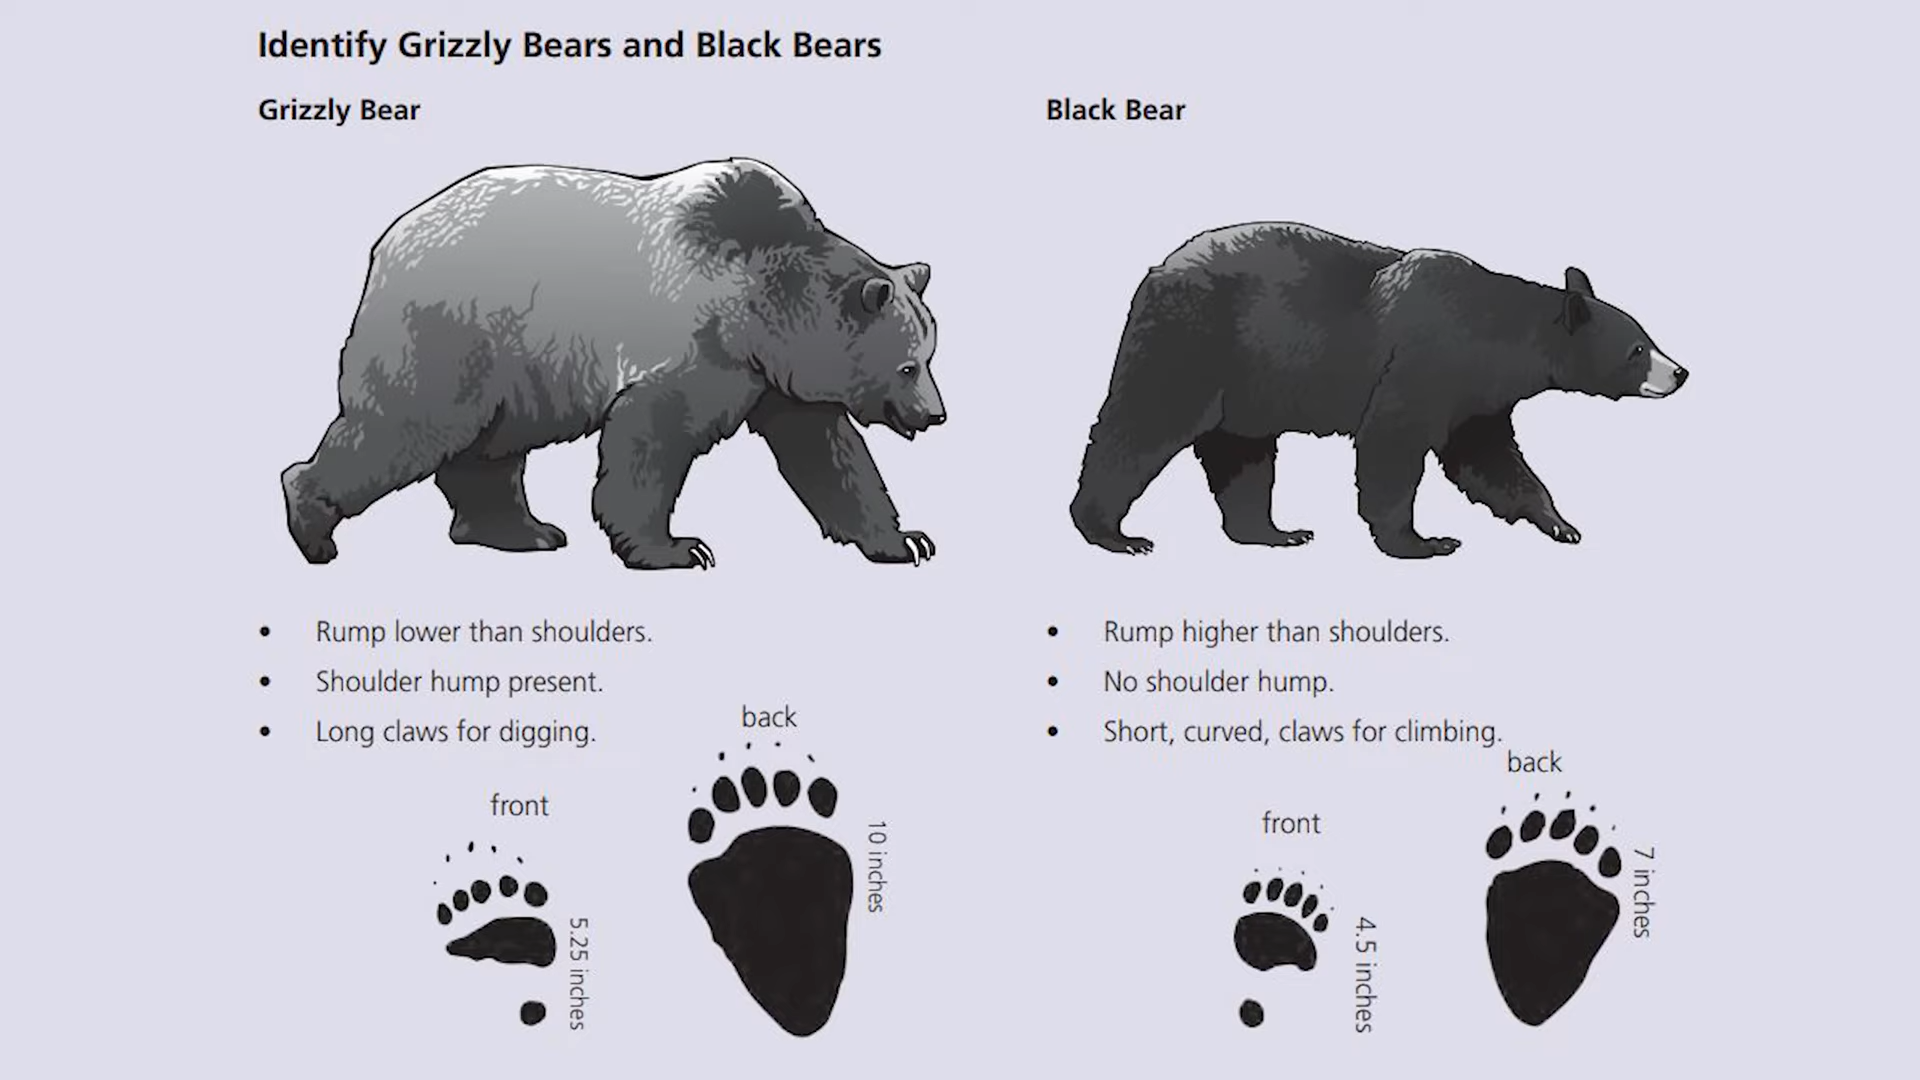 Identify Grizzly Bears and Black Bears
Grizzly Bear
• Rump lower than shoulders.
• Shoulder hump present.
• Long claws for digging.
front
5.25 inches
back
10 inches
Black Bear
• Rump higher than shoulders.
• No shoulder hump.
• Short, curved, claws for climbing.
front
4.5 inches
back
7 inches